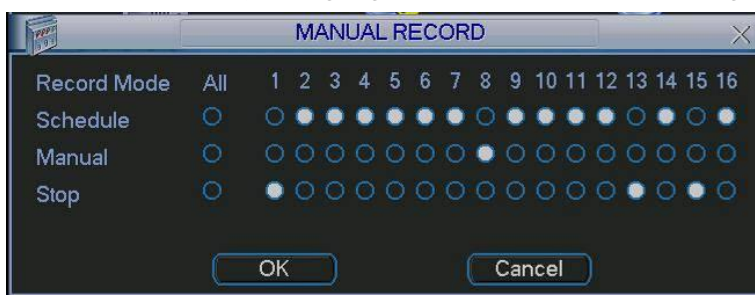 MANUAL RECORD
Record Mode All 1 2 3 4 5 6 7 8 9 10 11 12 13 14 15 16
Schedule
Manual
Stop
OK Cancel